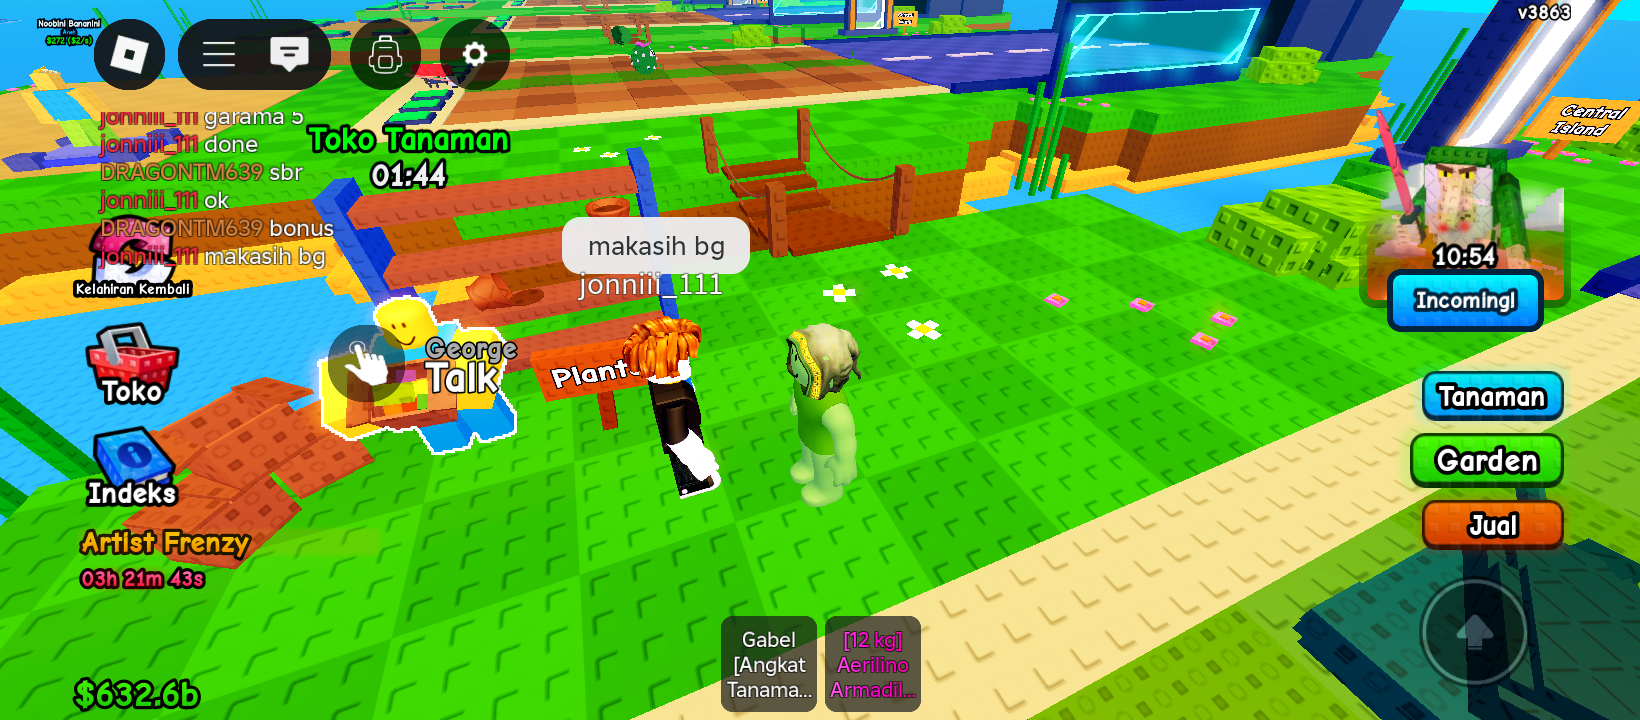 Noobini Bananini
$272 ($2/s)
v3863
jonniii_111 garama 5
jonniii_111 done
DRAGONTM639 sbr
jonniii_111 ok
DRAGONTM639 bonus
jonniii_111 makasih bg
Toko Tanaman
01:44
makasih bg
jonniii_111
Central
Island
10:54
Incoming!
Kelahiran Kembali
Toko
Indeks
George
Talk
Plants
Tanaman
Garden
Jual
Artist Frenzy
03h 21m 43s
$632.6b
Gabel
[Angkat
Tanama...
[12 kg]
Aerilino
Armadil...